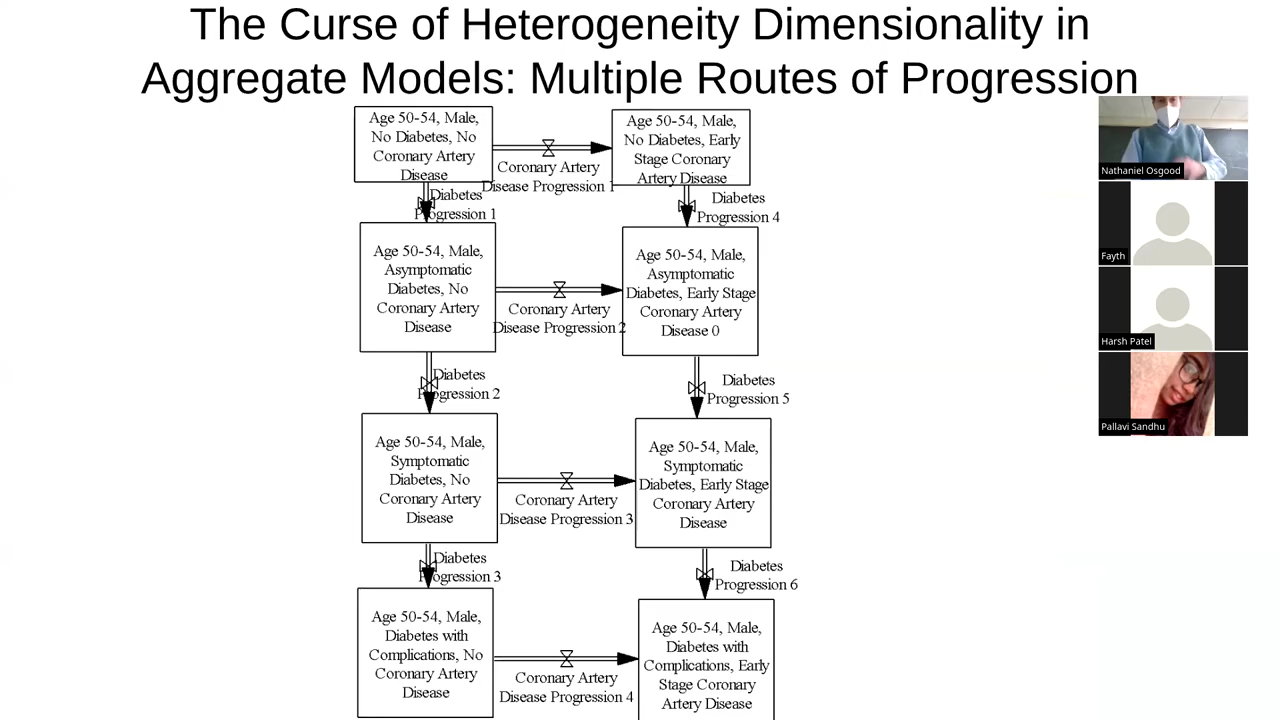 The Curse of Heterogeneity Dimensionality in
Aggregate Models: Multiple Routes of Progression
Age 50-54, Male,
No Diabetes, No
Coronary Artery
Disease
Coronary Artery
Disease Progression 1
Age 50-54, Male,
No Diabetes, Early
Stage Coronary
Artery Disease
Diabetes
Progression 1
Diabetes
Progression 4
Age 50-54, Male,
Asymptomatic
Diabetes, No
Coronary Artery
Disease
Coronary Artery
Disease Progression 2
Age 50-54, Male,
Asymptomatic
Diabetes, Early Stage
Coronary Artery
Disease 0
Diabetes
Progression 2
Diabetes
Progression 5
Age 50-54, Male,
Symptomatic
Diabetes, No
Coronary Artery
Disease
Coronary Artery
Disease Progression 3
Age 50-54, Male,
Symptomatic
Diabetes, Early Stage
Coronary Artery
Disease
Diabetes
Progression 3
Diabetes
Progression 6
Age 50-54, Male,
Diabetes with
Complications, No
Coronary Artery
Disease
Coronary Artery
Disease Progression 4
Age 50-54, Male,
Diabetes with
Complications, Early
Stage Coronary
Artery Disease
Nathaniel Osgood
Fayth
Harsh Patel
Pallavi Sandhu